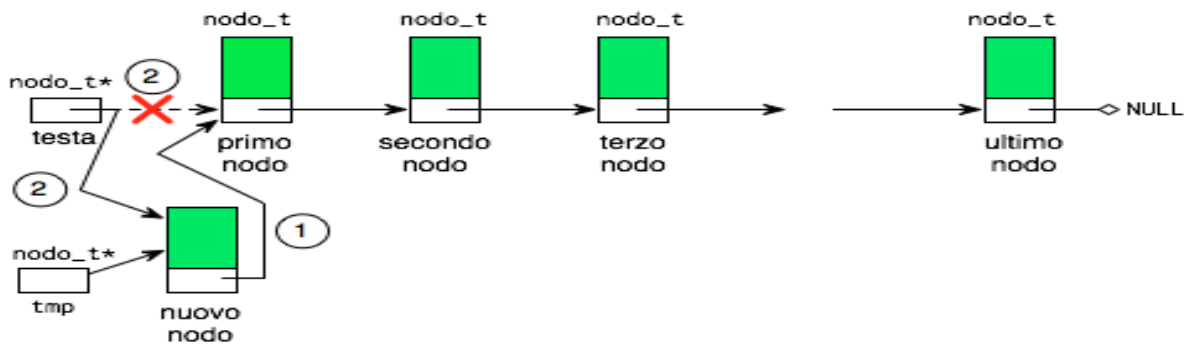 nodo_t nodo_t nodo_t nodo_t
nodo_t* 2
testa
NULL
primo nodo
secondo nodo
terzo nodo
ultimo nodo
2
1
nodo_t*
tmp
nuovo nodo